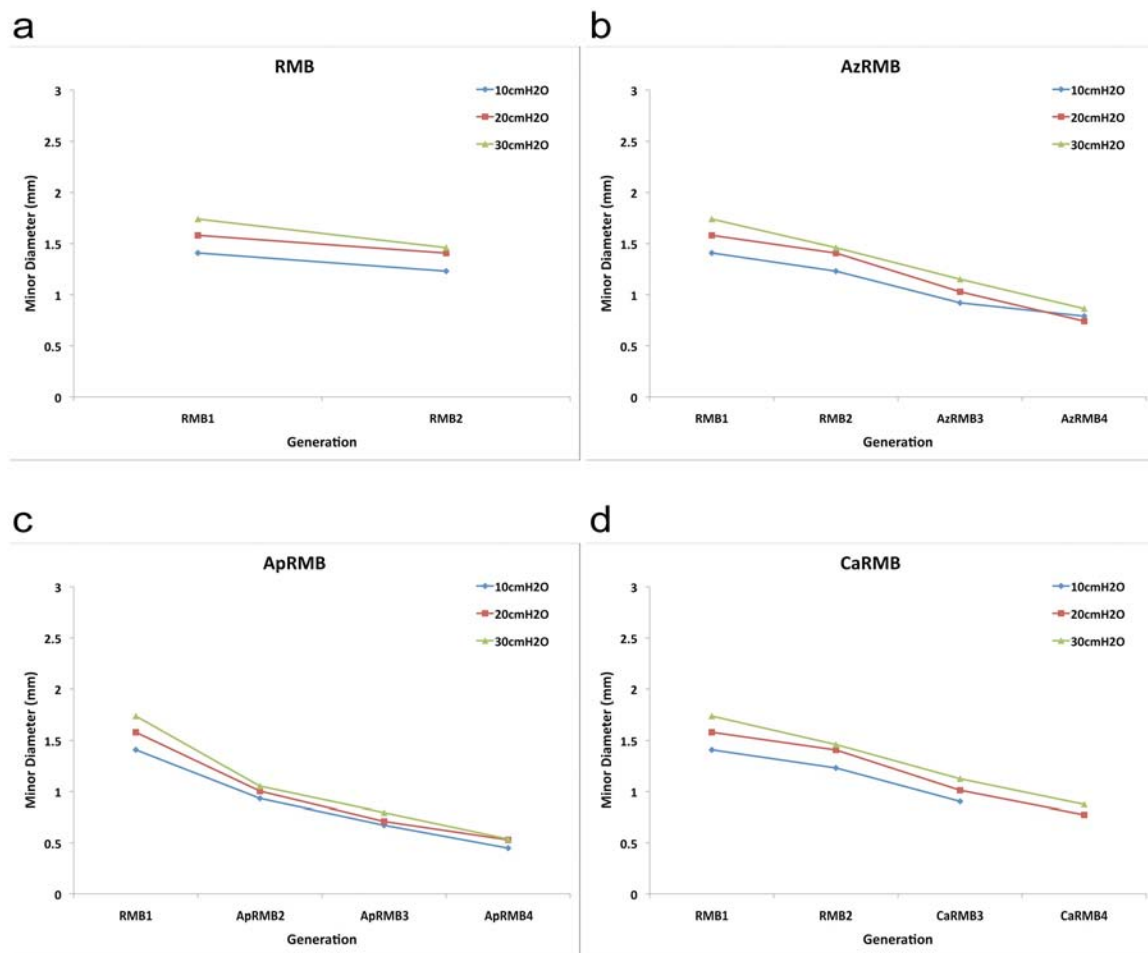 a
RMB
10cmH2O
20cmH2O
30cmH2O
3
2.5
2
1.5
1
0.5
0
Minor Diameter (mm)
RMB1 RMB2
Generation
b
AzRMB
10cmH2O
20cmH2O
30cmH2O
3
2.5
2
1.5
1
0.5
0
Minor Diameter (mm)
RMB1 RMB2 AzRMB3 AzRMB4
Generation
c
ApRMB
10cmH2O
20cmH2O
30cmH2O
3
2.5
2
1.5
1
0.5
0
Minor Diameter (mm)
RMB1 ApRMB2 ApRMB3 ApRMB4
Generation
d
CaRMB
10cmH2O
20cmH2O
30cmH2O
3
2.5
2
1.5
1
0.5
0
Minor Diameter (mm)
RMB1 RMB2 CaRMB3 CaRMB4
Generation